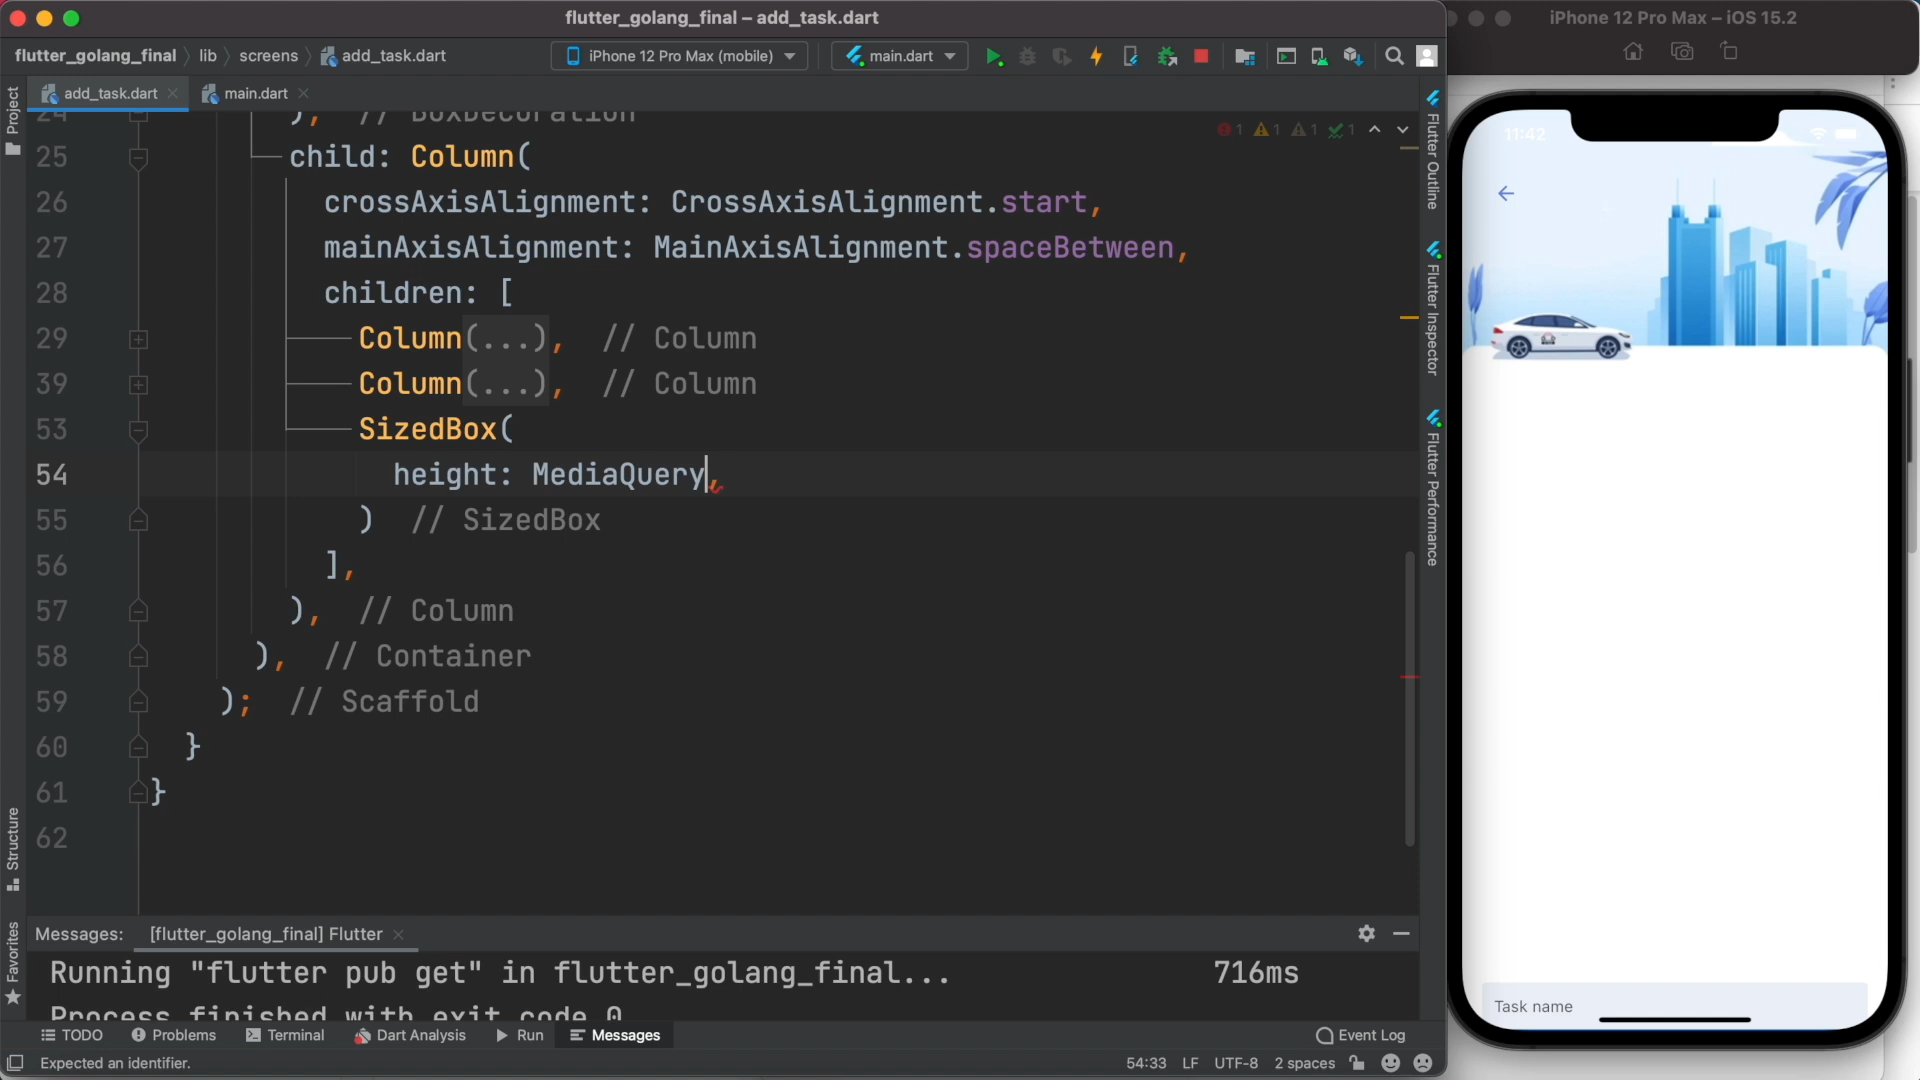 flutter_golang_final – add_task.dart
flutter_golang_final lib screens add_task.dart
iPhone 12 Pro Max (mobile)
main.dart
add_task.dart
main.dart
Project
Structure
Favorites
1 1 1 1
24 ), // BoxDecoration
25 child: Column(
26 crossAxisAlignment: CrossAxisAlignment.start,
27 mainAxisAlignment: MainAxisAlignment.spaceBetween,
28 children: [
29 Column(...), // Column
39 Column(...), // Column
53 SizedBox(
54 height: MediaQuery,
55 ) // SizedBox
56 ],
57 ), // Column
58 ), // Container
59 ); // Scaffold
60 }
61 }
62
Flutter Outline
Flutter Inspector
Flutter Performance
Messages: [flutter_golang_final] Flutter
Running "flutter pub get" in flutter_golang_final... 716ms
Process finished with exit code 0
TODO Problems Terminal Dart Analysis Run Messages Event Log
Expected an identifier. 54:33 LF UTF-8 2 spaces
iPhone 12 Pro Max – iOS 15.2
11:42
Task name